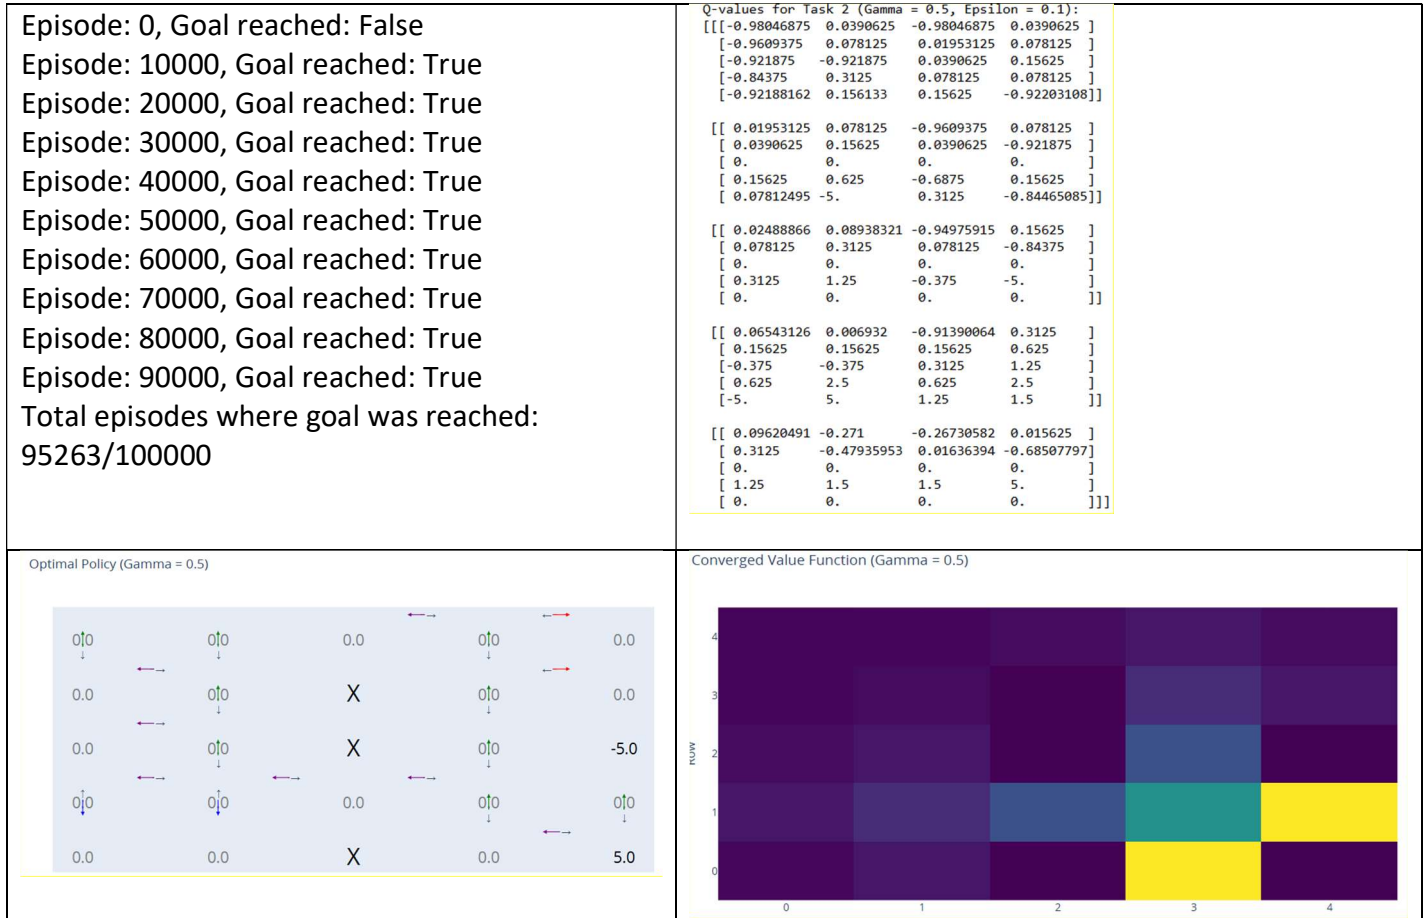 Episode: 0, Goal reached: False
Episode: 10000, Goal reached: True
Episode: 20000, Goal reached: True
Episode: 30000, Goal reached: True
Episode: 40000, Goal reached: True
Episode: 50000, Goal reached: True
Episode: 60000, Goal reached: True
Episode: 70000, Goal reached: True
Episode: 80000, Goal reached: True
Episode: 90000, Goal reached: True
Total episodes where goal was reached:
95263/100000
Q-values for Task 2 (Gamma = 0.5, Epsilon = 0.1):
[[[-0.98046875 0.0390625 -0.98046875 0.0390625 ]
[-0.9609375 0.078125 0.01953125 0.078125 ]
[-0.921875 -0.921875 0.0390625 0.15625 ]
[-0.84375 0.3125 0.078125 0.078125 ]
[-0.92188162 0.156133 0.15625 -0.92203108]]
[[ 0.01953125 0.078125 -0.9609375 0.078125 ]
[ 0.0390625 0.15625 0.0390625 -0.921875 ]
[ 0. 0. 0. 0. ]
[ 0.15625 0.625 -0.6875 0.15625 ]
[ 0.07812495 -5. 0.3125 -0.84465085]]
[[ 0.02488866 0.08938321 -0.94975915 0.15625 ]
[ 0.078125 0.3125 0.078125 -0.84375 ]
[ 0. 0. 0. 0. ]
[ 0.3125 1.25 -0.375 -5. ]
[ 0. 0. 0. 0. ]]
[[ 0.06543126 0.006932 -0.91390064 0.3125 ]
[ 0.15625 0.15625 0.15625 0.625 ]
[-0.375 -0.375 0.3125 1.25 ]
[ 0.625 2.5 0.625 2.5 ]
[-5. 5. 1.25 1.5 ]]
[[ 0.09620491 -0.271 -0.26730582 0.015625 ]
[ 0.3125 -0.47935953 0.01636394 -0.68507797]
[ 0. 0. 0. 0. ]
[ 1.25 1.5 1.5 5. ]
[ 0. 0. 0. 0. ]]]
Optimal Policy (Gamma = 0.5)
0.0 0.0 0.0 0.0 0.0
0.0 0.0 X 0.0 0.0
0.0 0.0 X 0.0 -5.0
0.0 0.0 0.0 0.0 0.0
0.0 0.0 X 0.0 5.0
Converged Value Function (Gamma = 0.5)
4
3
2
1
0
Row
0 1 2 3 4